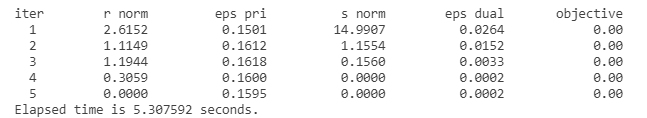 iter r norm eps pri s norm eps dual objective
1 2.6152 0.1501 14.9907 0.0264 0.00
2 1.1149 0.1612 1.1554 0.0152 0.00
3 1.1944 0.1618 0.1560 0.0033 0.00
4 0.3059 0.1600 0.0000 0.0002 0.00
5 0.0000 0.1595 0.0000 0.0002 0.00
Elapsed time is 5.307592 seconds.